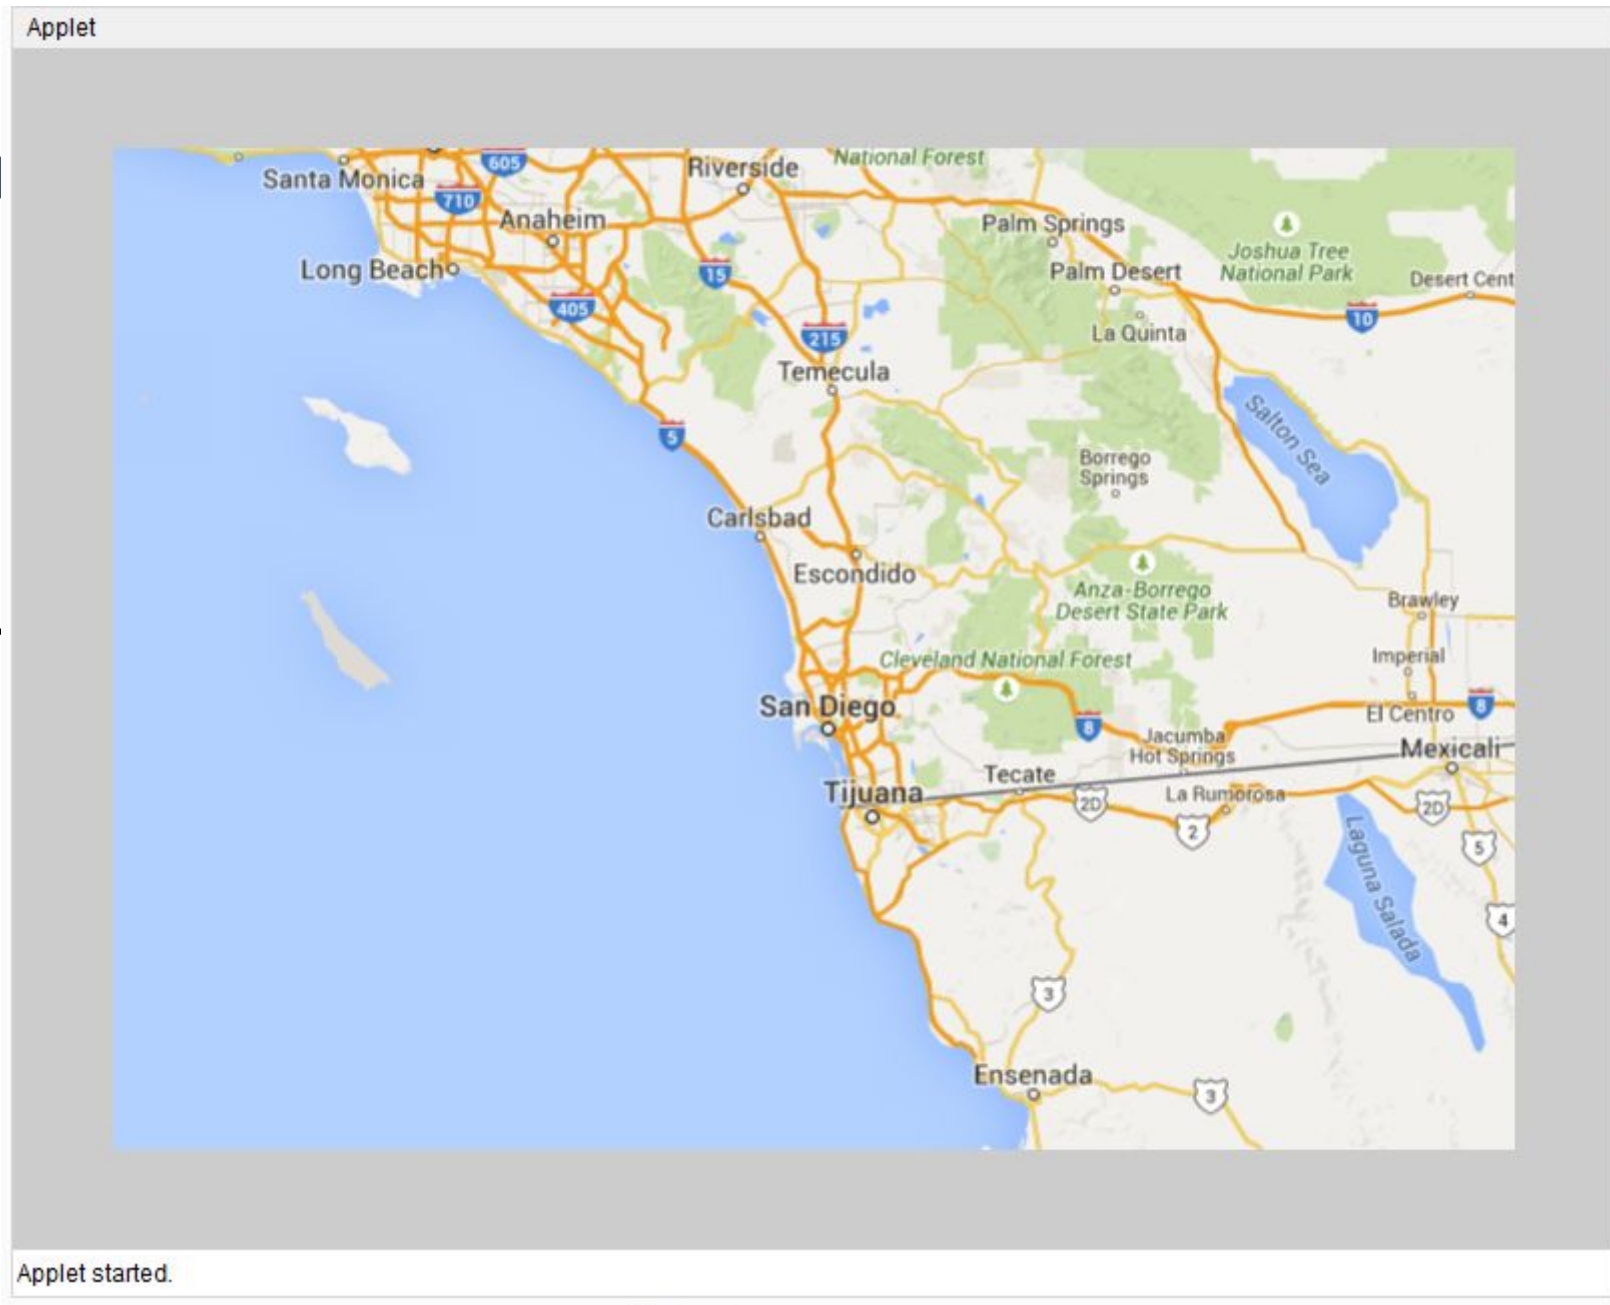 Applet
605
Riverside
National Forest
Santa Monica
710
Anaheim
Palm Springs
Joshua Tree
National Park
Long Beach
15
Palm Desert
Desert Cent
405
10
215
La Quinta
Temecula
Salton Sea
5
Borrego
Springs
Carlsbad
Escondido
Anza-Borrego
Desert State Park
Brawley
Cleveland National Forest
Imperial
San Diego
8
8
El Centro
Jacumba
Hot Springs
Mexicali
Tecate
Tijuana
2D
La Rumorosa
2D
2
5
Laguna Salada
4
3
Ensenada
3
Applet started.